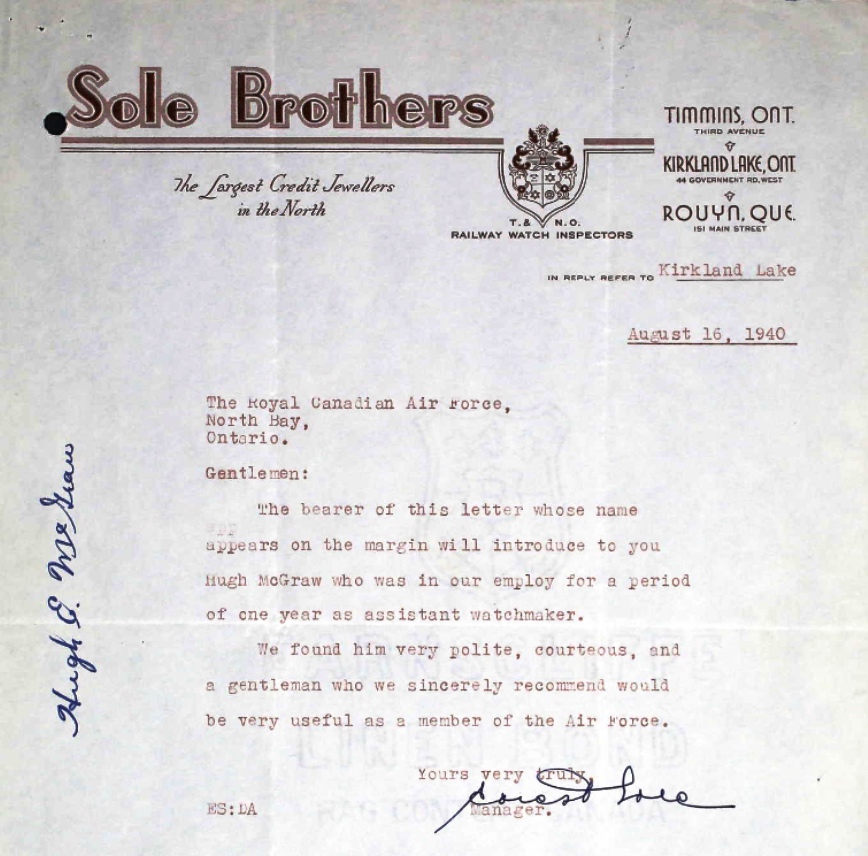 Sole Brothers
The Largest Credit Jewellers
in the North
T. & N.O.
RAILWAY WATCH INSPECTORS
TIMMINS, ONT.
THIRD AVENUE
KIRKLAND LAKE, ONT.
44 GOVERNMENT RD. WEST
ROUYN, QUE.
151 MAIN STREET
IN REPLY REFER TO Kirkland Lake
August 16, 1940
The Royal Canadian Air Force,
North Bay,
Ontario.
Gentlemen:
The bearer of this letter whose name
appears on the margin will introduce to you
Hugh McGraw who was in our employ for a period
of one year as assistant watchmaker.
We found him very polite, courteous, and
a gentleman who we sincerely recommend would
be very useful as a member of the Air Force.
Yours very truly,
Sole
ES:DA Manager.
Hugh E. McGraw
LINEN BOND